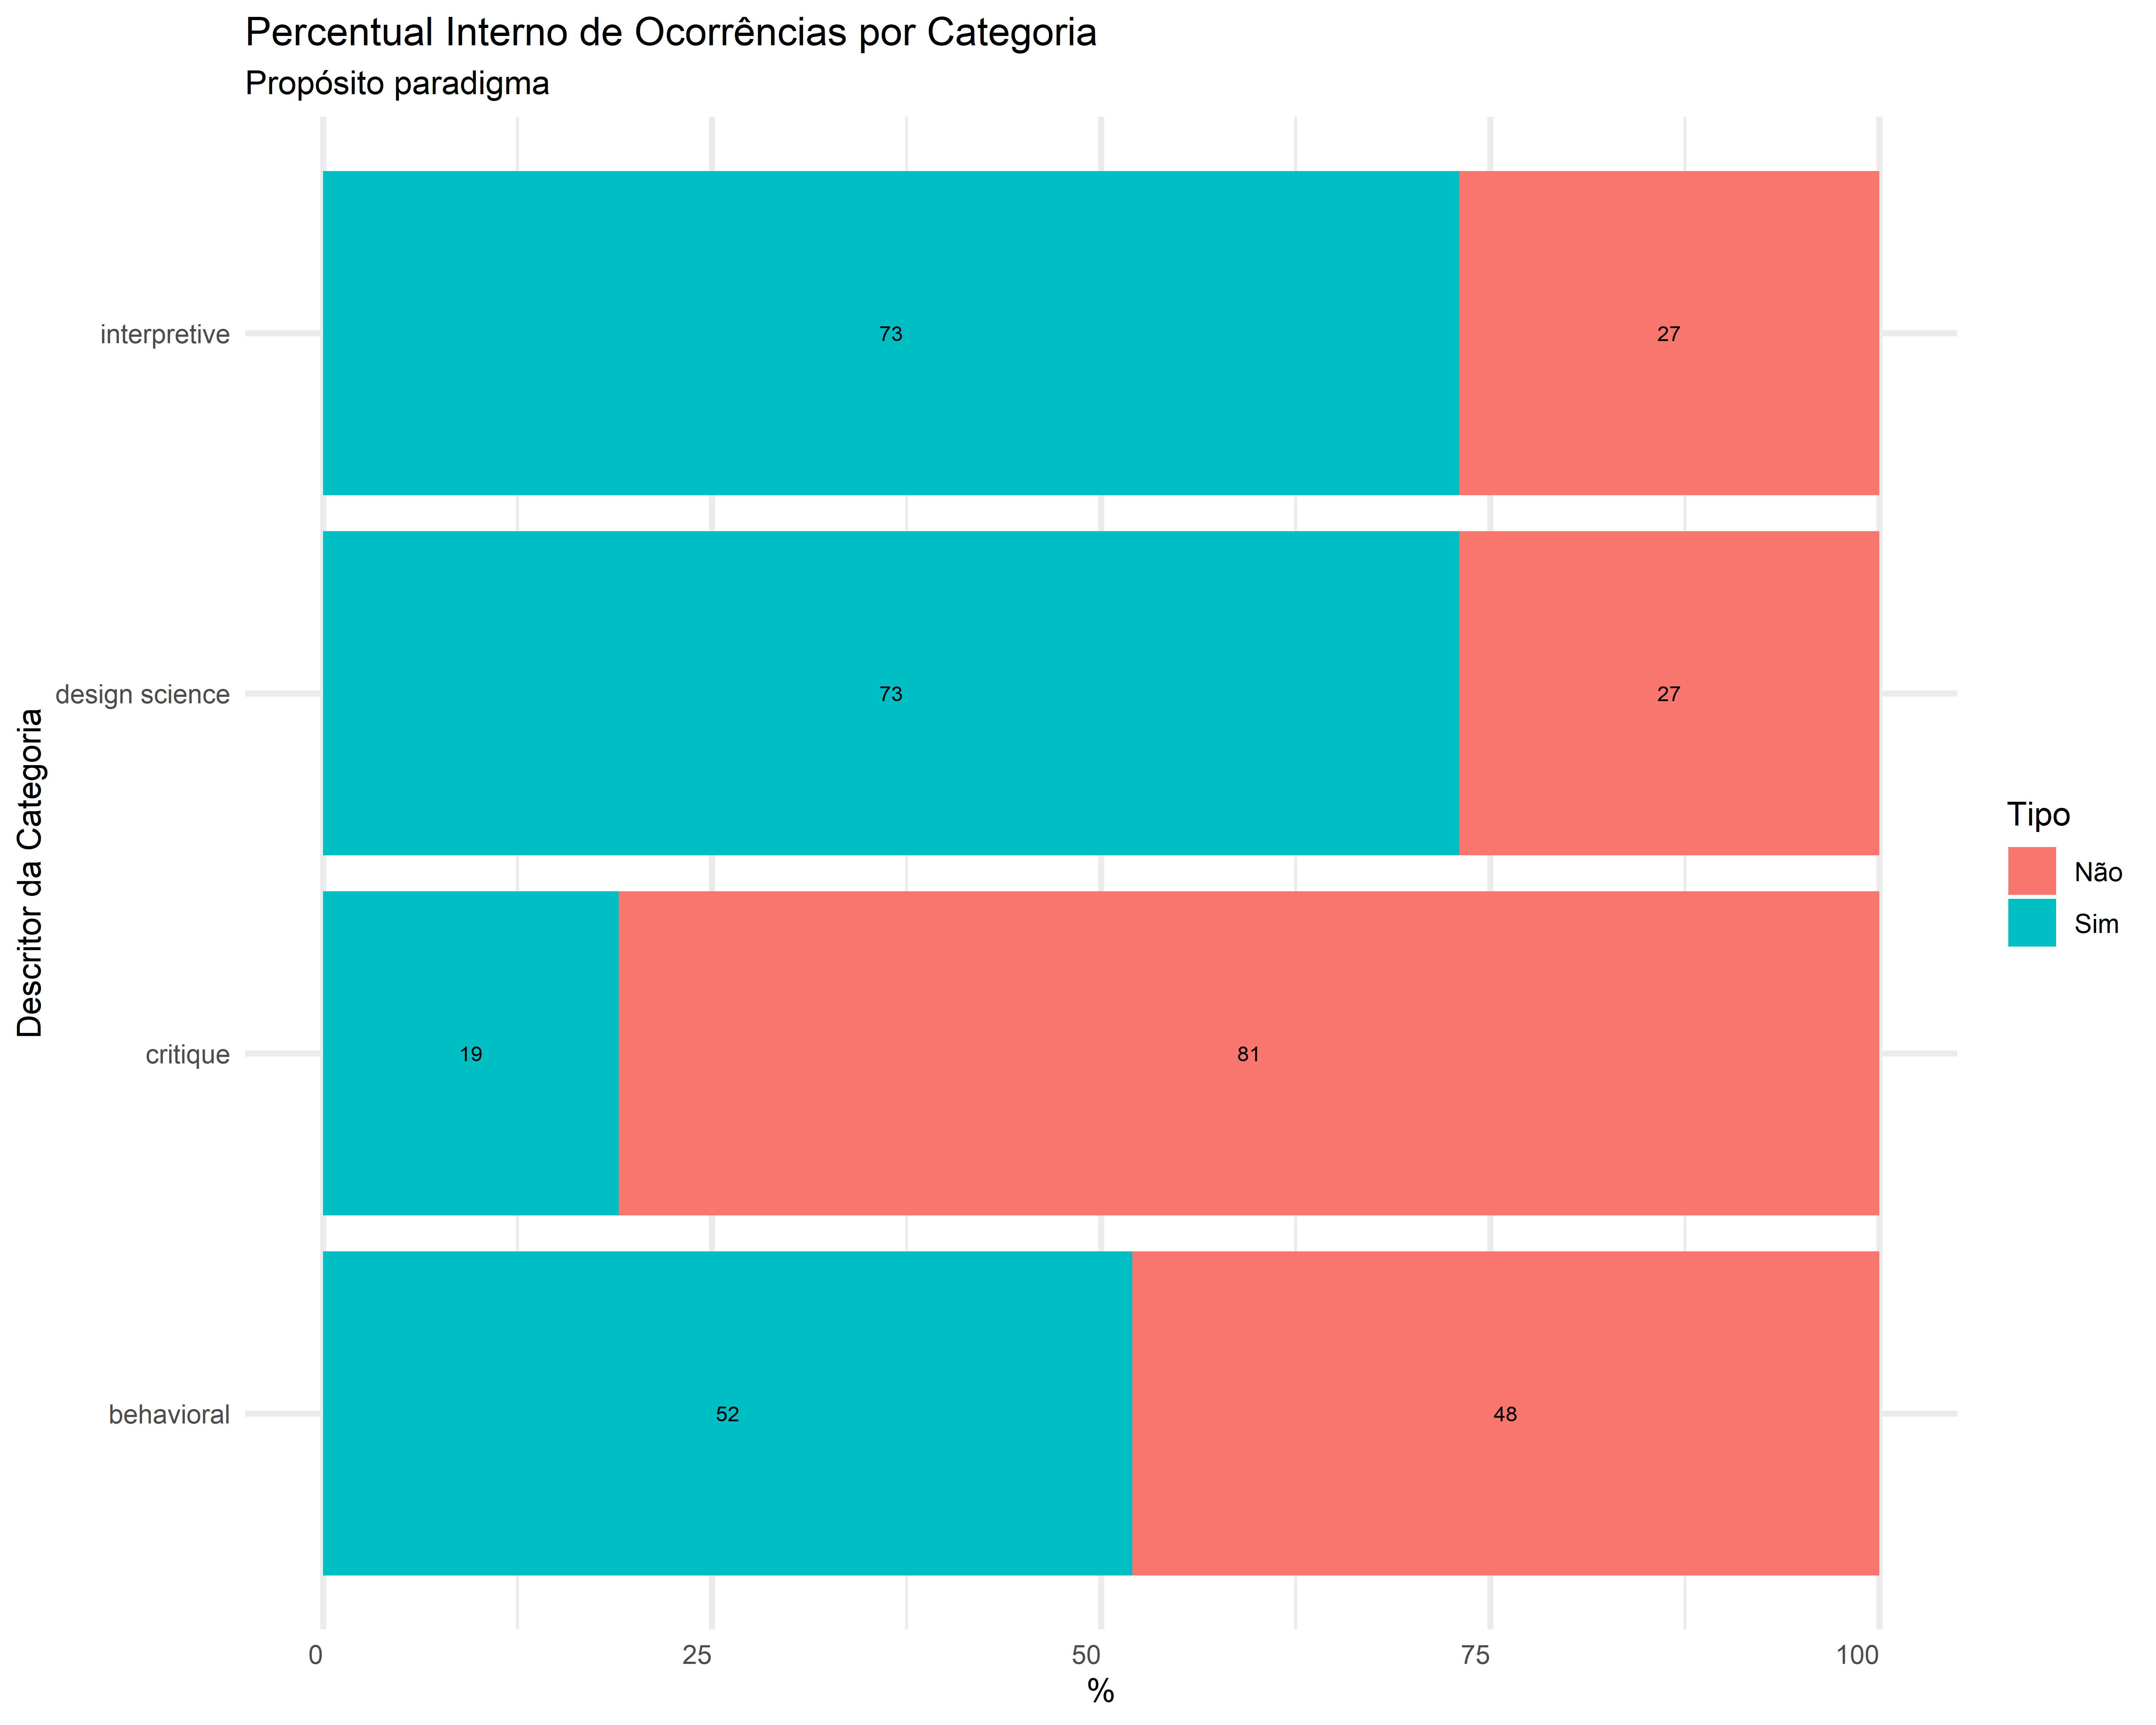 Percentual Interno de Ocorrências por Categoria
Propósito paradigma
Descritor da Categoria
interpretive
73
27
design science
73
27
critique
19
81
behavioral
52
48
0
25
50
75
100
%
Tipo
Não
Sim